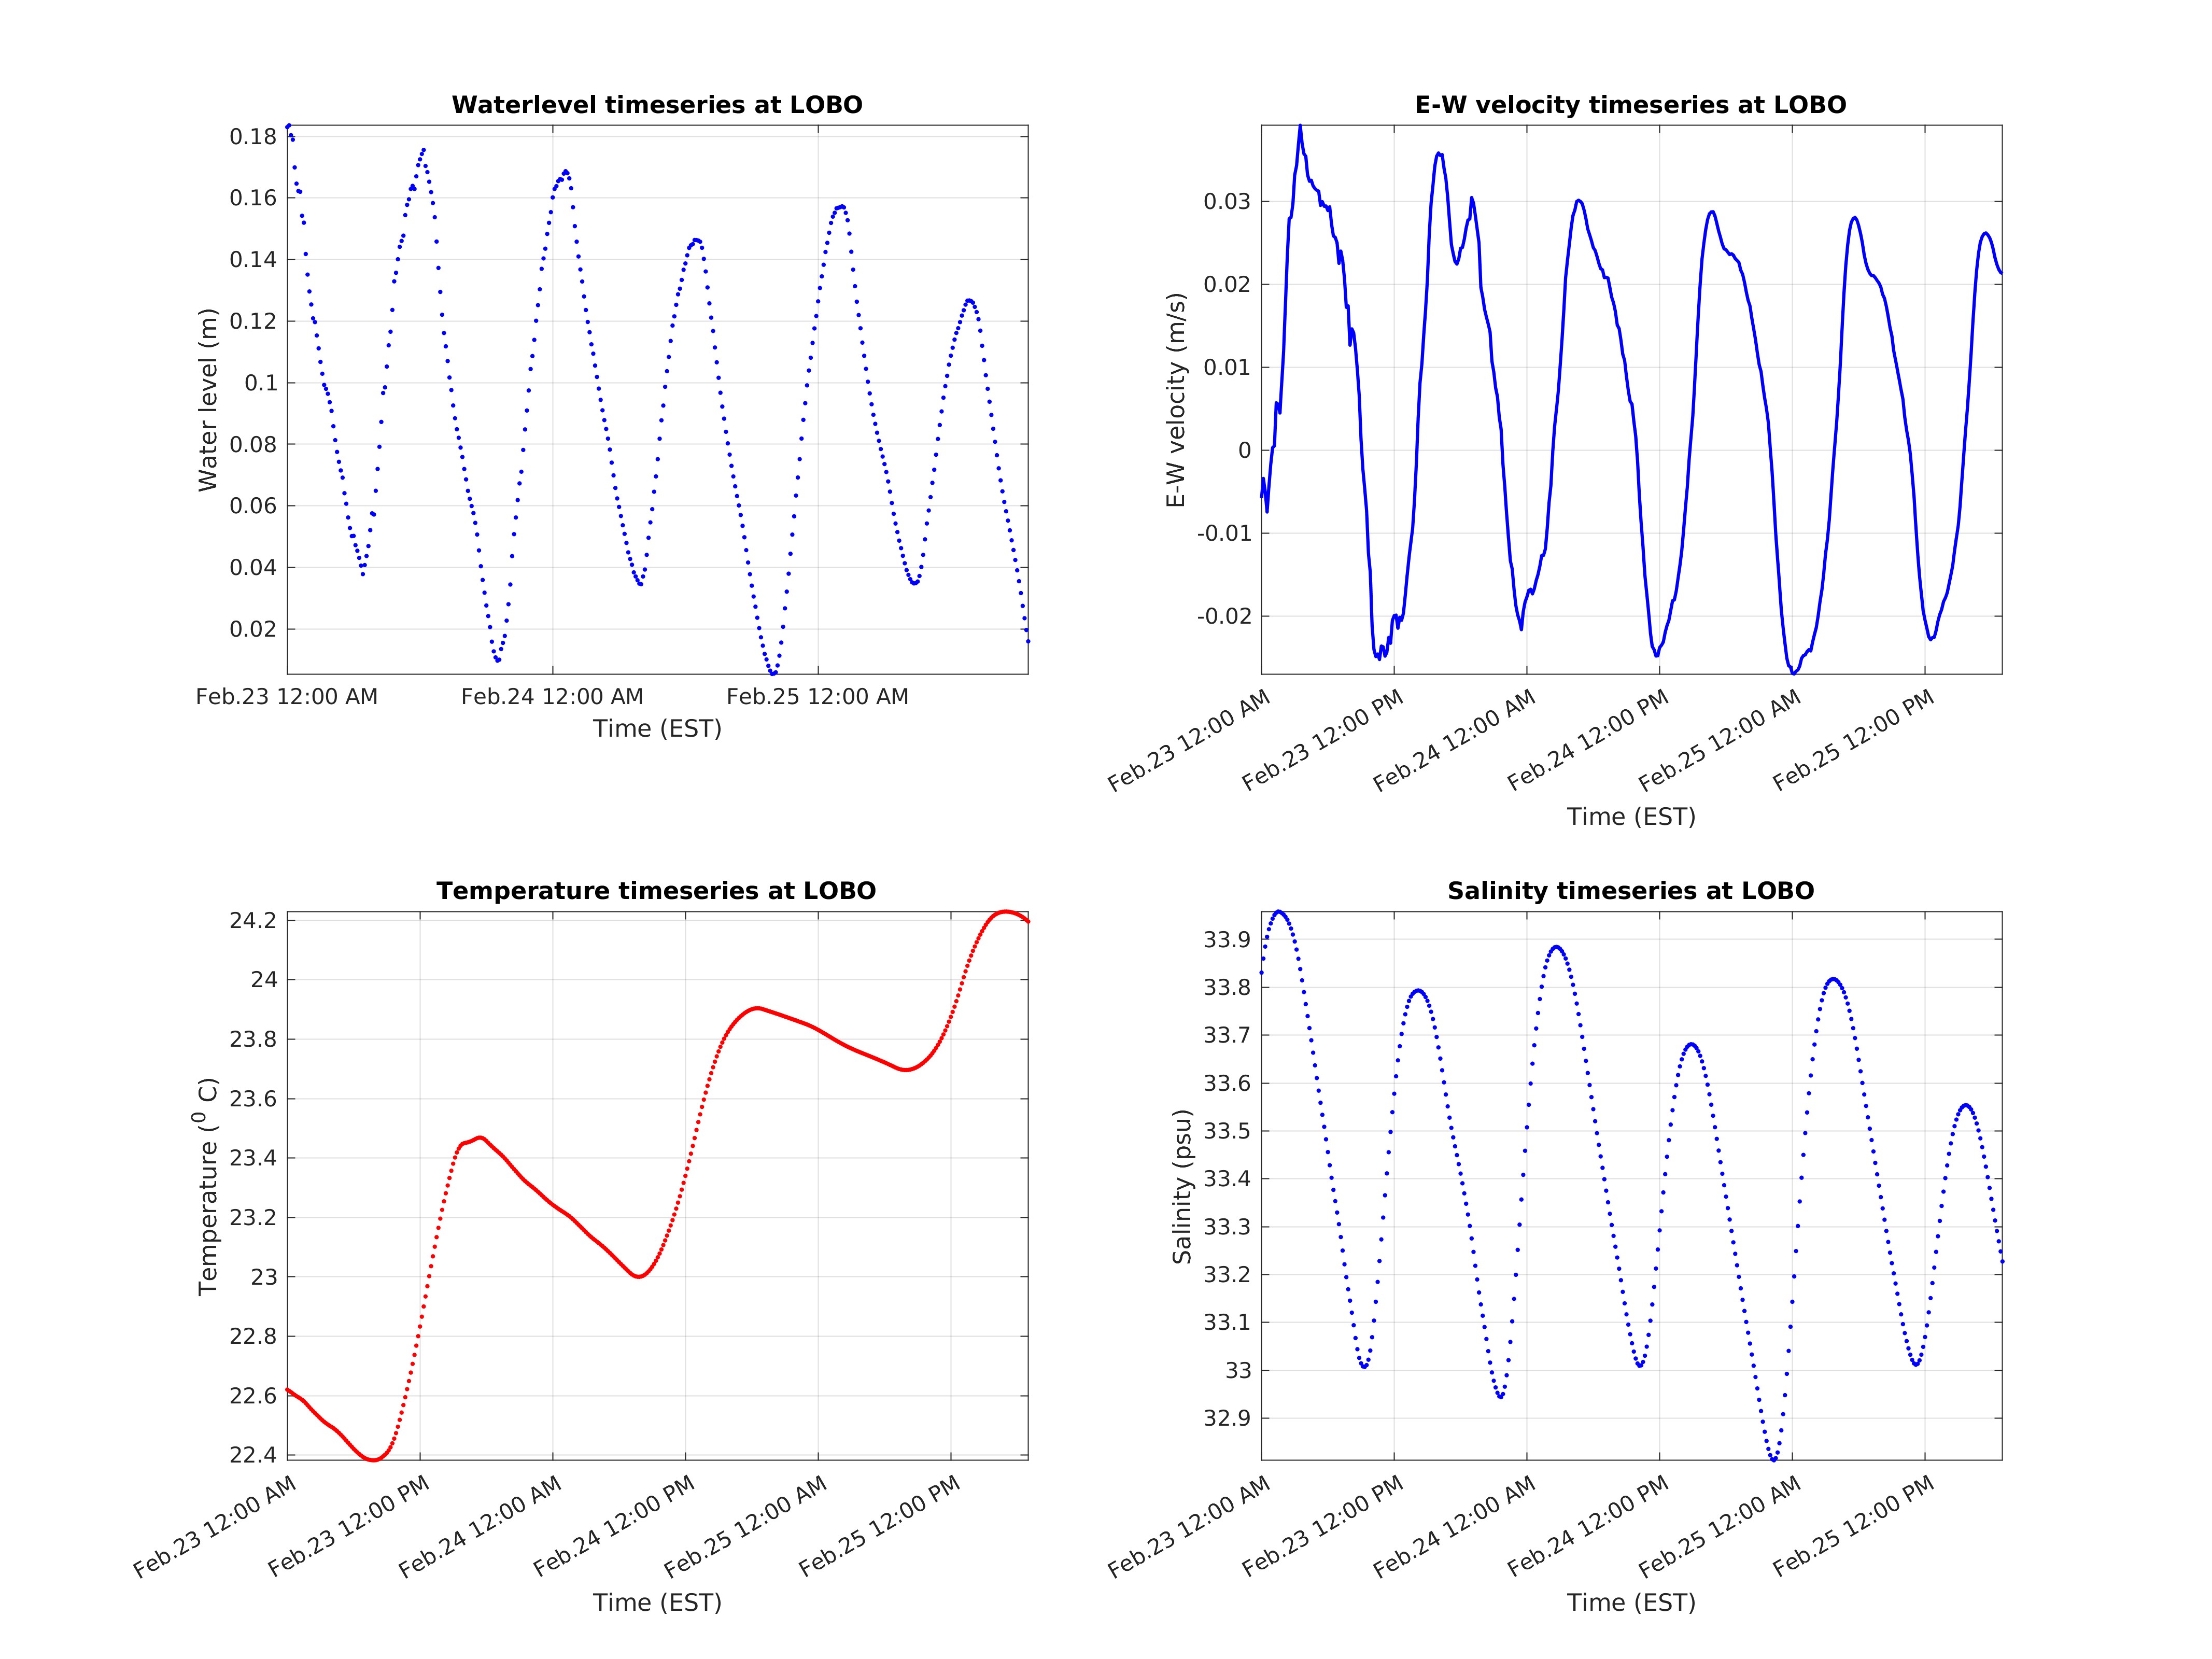 Waterlevel timeseries at LOBO
0.18
0.16
0.14
0.12
0.1
0.08
0.06
0.04
0.02
Water level (m)
Feb.23 12:00 AM
Feb.24 12:00 AM
Feb.25 12:00 AM
Time (EST)
E-W velocity timeseries at LOBO
0.03
0.02
0.01
0
-0.01
-0.02
E-W velocity (m/s)
Feb.23 12:00 AM
Feb.23 12:00 PM
Feb.24 12:00 AM
Feb.24 12:00 PM
Feb.25 12:00 AM
Feb.25 12:00 PM
Time (EST)
Temperature timeseries at LOBO
24.2
24
23.8
23.6
23.4
23.2
23
22.8
22.6
22.4
Temperature (⁰ C)
Feb.23 12:00 AM
Feb.23 12:00 PM
Feb.24 12:00 AM
Feb.24 12:00 PM
Feb.25 12:00 AM
Feb.25 12:00 PM
Time (EST)
Salinity timeseries at LOBO
33.9
33.8
33.7
33.6
33.5
33.4
33.3
33.2
33.1
33
32.9
Salinity (psu)
Feb.23 12:00 AM
Feb.23 12:00 PM
Feb.24 12:00 AM
Feb.24 12:00 PM
Feb.25 12:00 AM
Feb.25 12:00 PM
Time (EST)